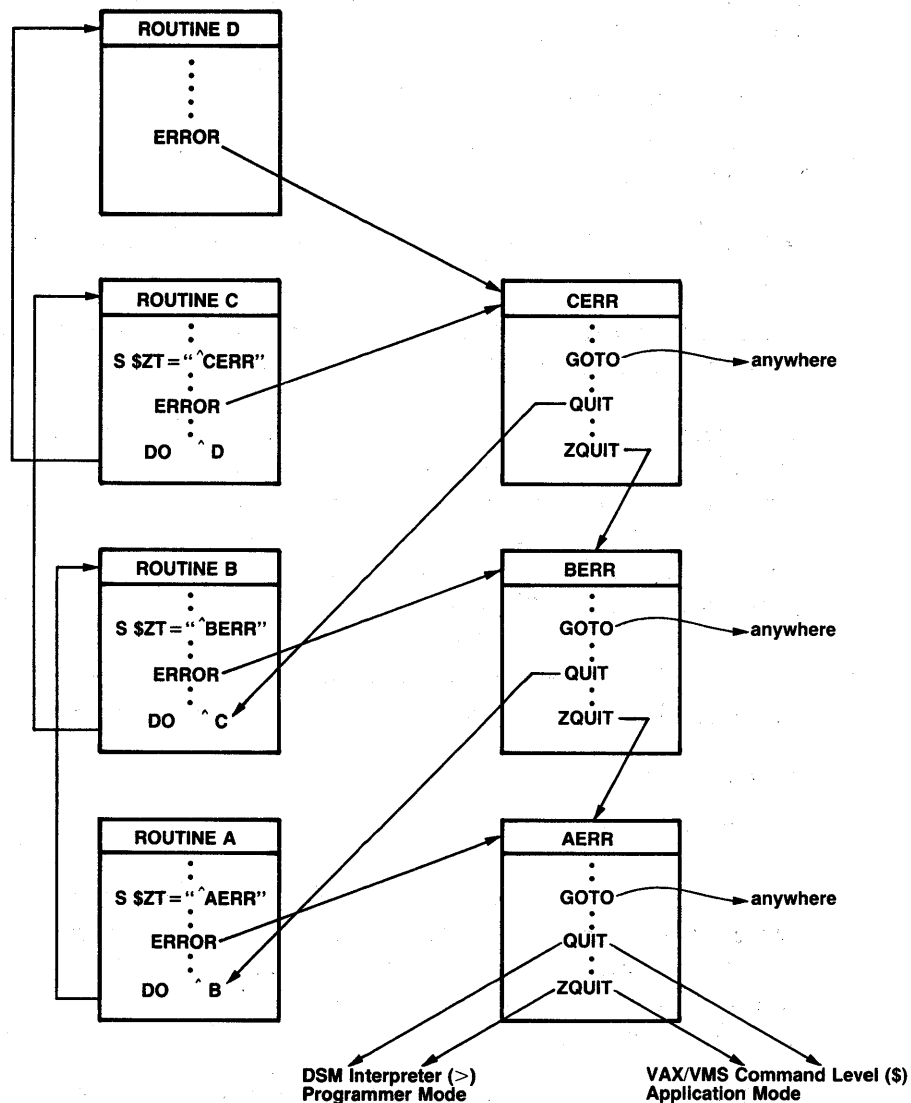 ROUTINE D
ERROR
ROUTINE C
S $ZT = “ ^CERR”
ERROR
DO ^ D
CERR
GOTO
anywhere
QUIT
ZQUIT
ROUTINE B
S $ZT = “ ^BERR”
ERROR
DO ^ C
BERR
GOTO
anywhere
QUIT
ZQUIT
ROUTINE A
S $ZT = “ ^AERR”
ERROR
DO ^ B
AERR
GOTO
anywhere
QUIT
ZQUIT
DSM Interpreter (>)
Programmer Mode
VAX/VMS Command Level ($)
Application Mode